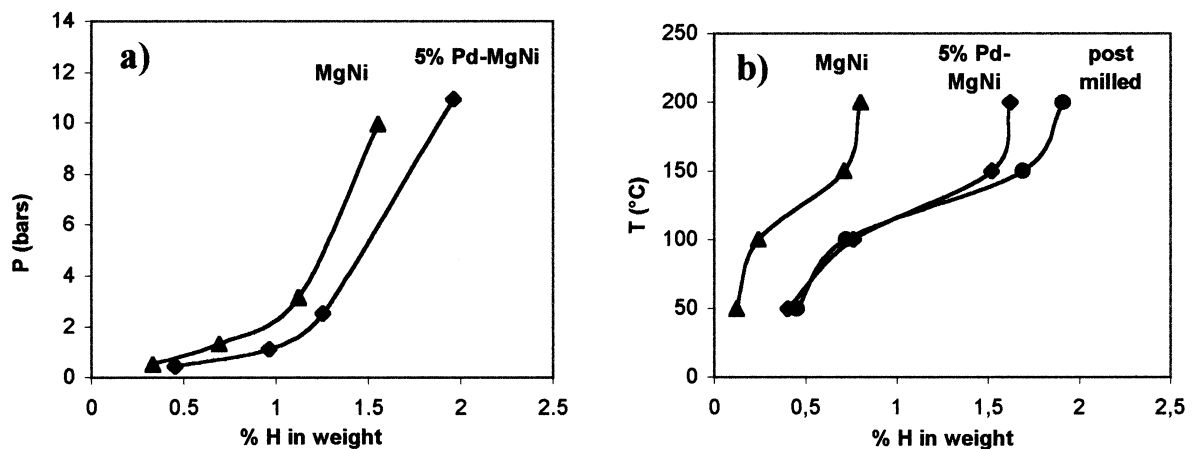 a)
MgNi
5% Pd-MgNi
P (bars)
14
12
10
8
6
4
2
0
0
0.5
1
1.5
2
2.5
% H in weight
b)
MgNi
5% Pd-
MgNi
post
milled
T (°C)
250
200
150
100
50
0
0
0,5
1
1,5
2
2,5
% H in weight